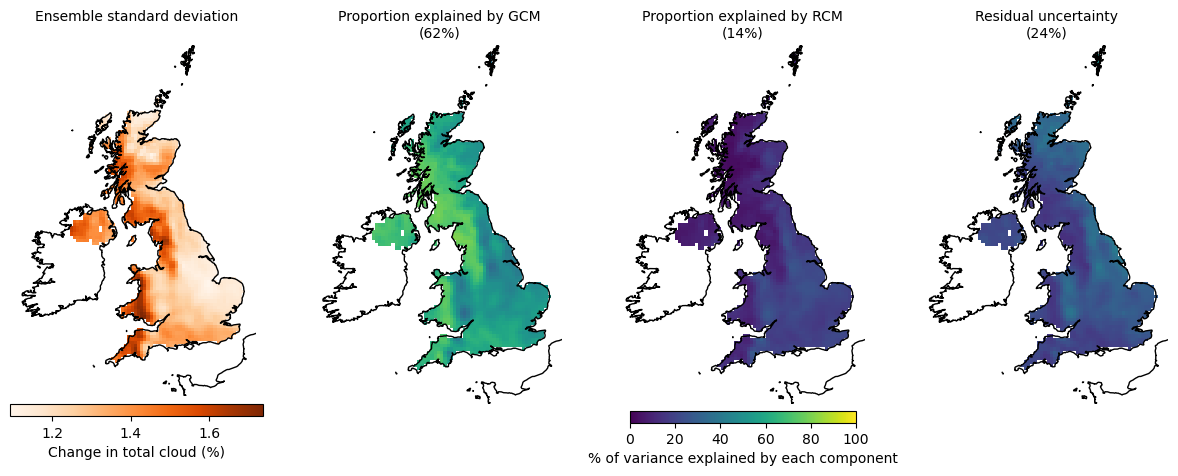 Ensemble standard deviation
Proportion explained by GCM
(62%)
Proportion explained by RCM
(14%)
Residual uncertainty
(24%)
1.2 1.4 1.6
Change in total cloud (%)
0 20 40 60 80 100
% of variance explained by each component